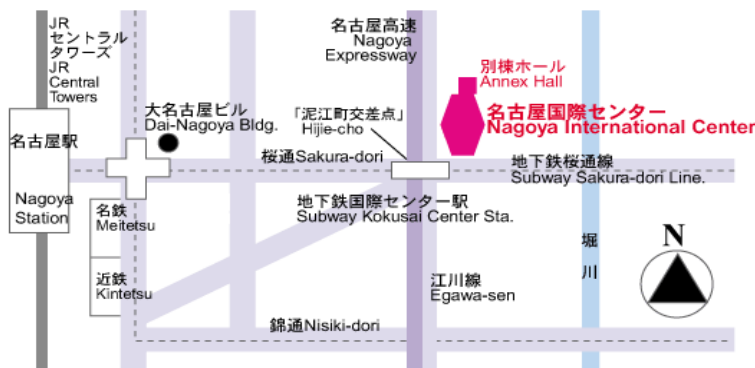 JR
セントラル
タワーズ
JR
Central
Towers
名古屋駅
Nagoya
Station
大名古屋ビル
Dai-Nagoya Bldg.
名鉄
Meitetsu
近鉄
Kintetsu
名古屋高速
Nagoya
Expressway
「泥江町交差点」
Hijie-cho
別棟ホール
Annex Hall
名古屋国際センター
Nagoya International Center
桜通Sakura-dori
地下鉄桜通線
Subway Sakura-dori Line.
地下鉄国際センター駅
Subway Kokusai Center Sta.
江川線
Egawa-sen
堀
川
N
錦通Nisiki-dori